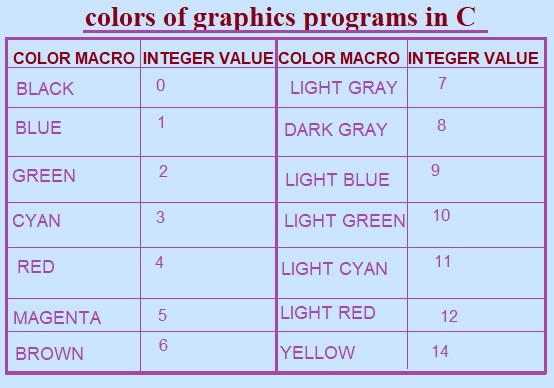 colors of graphics programs in C
COLOR MACRO INTEGER VALUE COLOR MACRO INTEGER VALUE
BLACK 0 LIGHT GRAY 7
BLUE 1 DARK GRAY 8
GREEN 2 LIGHT BLUE 9
CYAN 3 LIGHT GREEN 10
RED 4 LIGHT CYAN 11
MAGENTA 5 LIGHT RED 12
BROWN 6 YELLOW 14